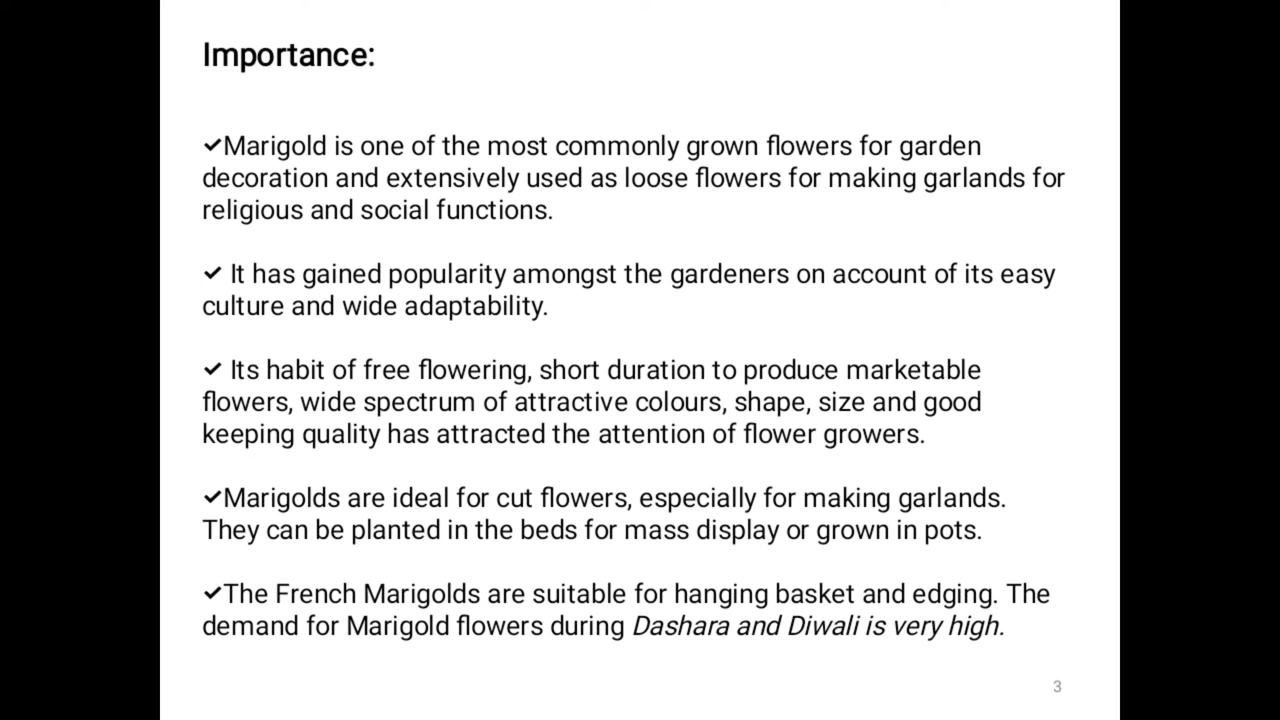 Importance:
✔Marigold is one of the most commonly grown flowers for garden
decoration and extensively used as loose flowers for making garlands for
religious and social functions.
✔ It has gained popularity amongst the gardeners on account of its easy
culture and wide adaptability.
✔ Its habit of free flowering, short duration to produce marketable
flowers, wide spectrum of attractive colours, shape, size and good
keeping quality has attracted the attention of flower growers.
✔Marigolds are ideal for cut flowers, especially for making garlands.
They can be planted in the beds for mass display or grown in pots.
✔The French Marigolds are suitable for hanging basket and edging. The
demand for Marigold flowers during Dashara and Diwali is very high.
3